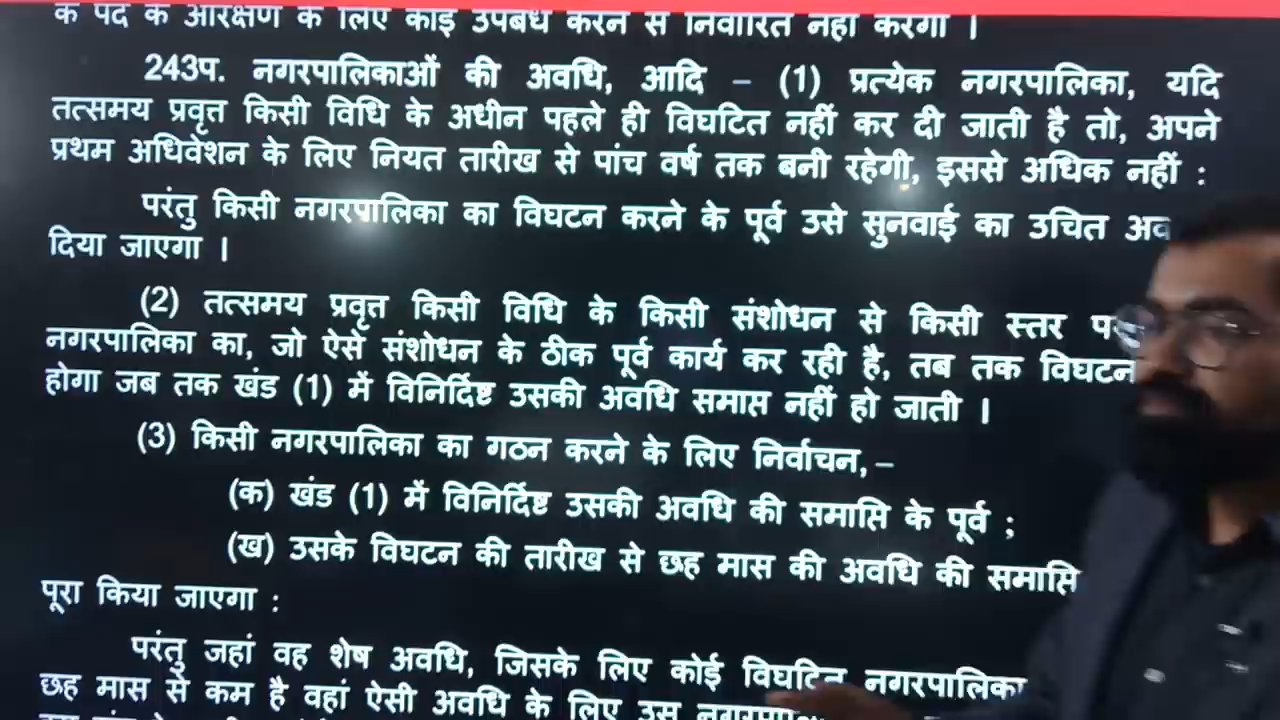 के पद के आरक्षण के लिए कोई उपबंध करने से निवारित नहीं करेगी ।
243प. नगरपालिकाओं की अवधि, आदि – (1) प्रत्येक नगरपालिका, यदि
तत्समय प्रवृत्त किसी विधि के अधीन पहले ही विघटित नहीं कर दी जाती है तो, अपने
प्रथम अधिवेशन के लिए नियत तारीख से पांच वर्ष तक बनी रहेगी, इससे अधिक नहीं :
परंतु किसी नगरपालिका का विघटन करने के पूर्व उसे सुनवाई का उचित
दिया जाएगा ।
(2) तत्समय प्रवृत्त किसी विधि के किसी संशोधन से किसी स्तर
नगरपालिका का, जो ऐसे संशोधन के ठीक पूर्व कार्य कर रही है, तब तक विघटन
होगा जब तक खंड (1) में विनिर्दिष्ट उसकी अवधि समाप्त नहीं हो जाती ।
(3) किसी नगरपालिका का गठन करने के लिए निर्वाचन,–
(क) खंड (1) में विनिर्दिष्ट उसकी अवधि की समाप्ति के पूर्व ;
(ख) उसके विघटन की तारीख से छह मास की अवधि की समाप्ति
पूरा किया जाएगा :
परंतु जहां वह शेष अवधि, जिसके लिए कोई विघटित नगरपालिका
छह मास से कम है वहां ऐसी अवधि के लिए उस